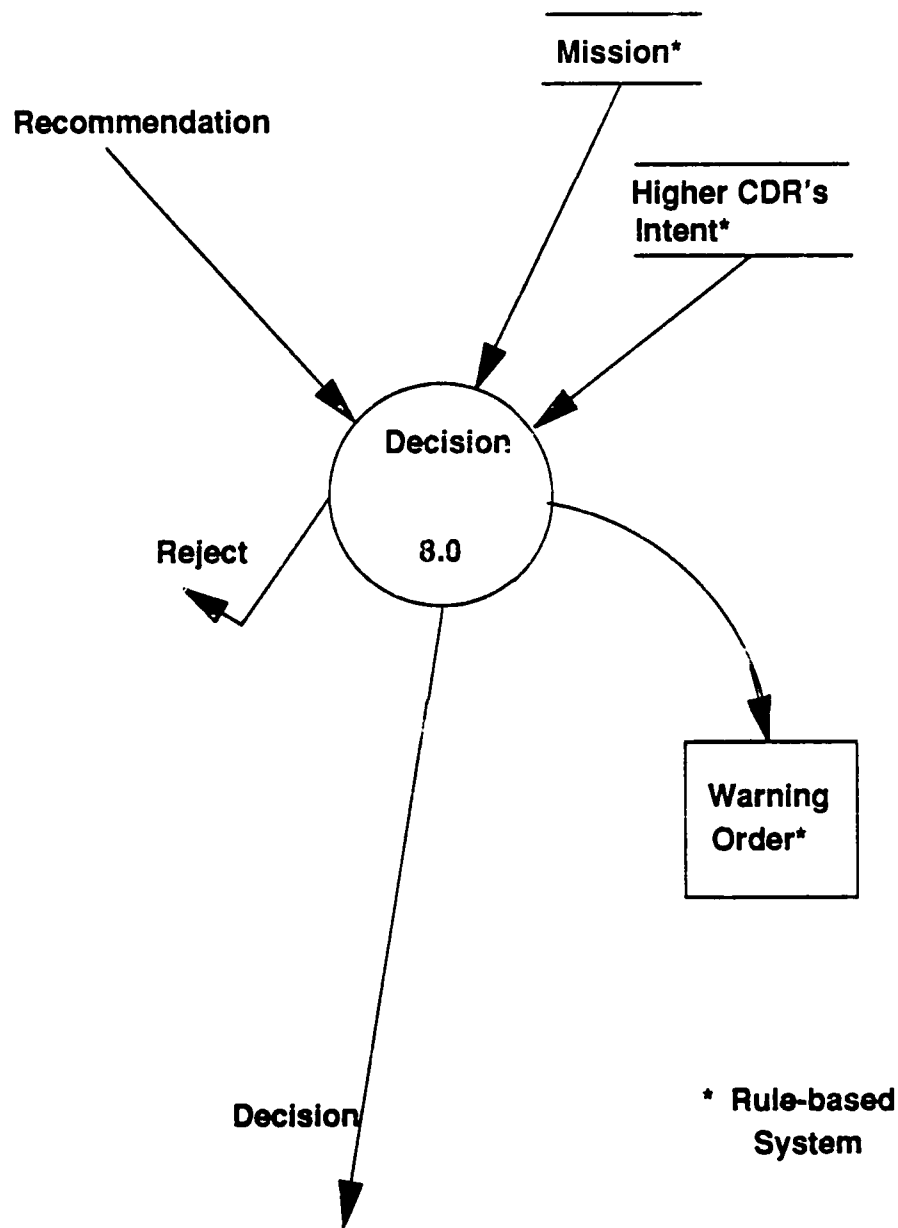 Mission*
Recommendation
Higher CDR's
Intent*
Decision
8.0
Reject
Warning
Order*
Decision
* Rule-based
System